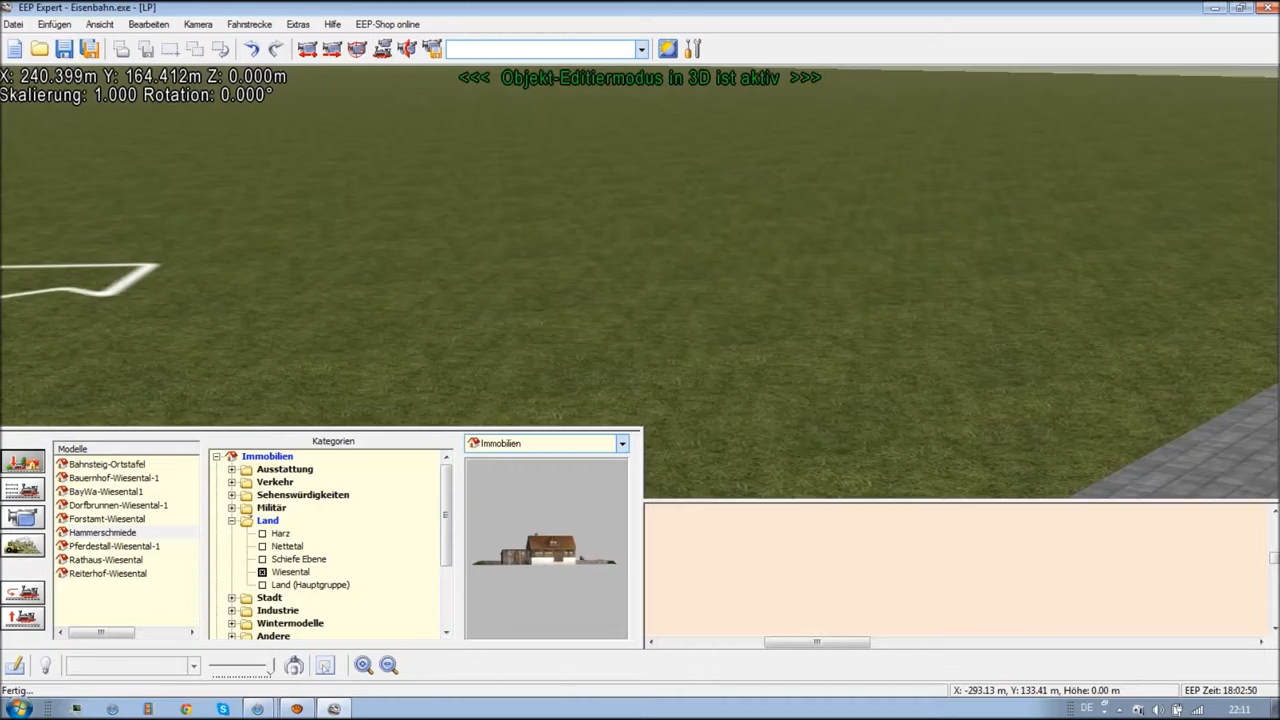 EEP Expert - Eisenbahn.exe - [LP]
Datei Einfügen Ansicht Bearbeiten Kamera Fahrstrecke Extras Hilfe EEP-Shop online
X: 240.399m Y: 164.412m Z: 0.000m
<<< Objekt-Editiermodus in 3D ist aktiv >>>
Skalierung: 1.000 Rotation: 0.000°
Modelle
Bahnsteig-Ortstafel
Bauernhof-Wiesental-1
BayWa-Wiesental1
Dorfbrunnen-Wiesental-1
Forstamt-Wiesental
Hammerschmiede
Pferdestall-Wiesental-1
Rathaus-Wiesental
Reiterhof-Wiesental
Kategorien
Immobilien
Ausstattung
Verkehr
Sehenswürdigkeiten
Militär
Land
Harz
Nettetal
Schiefe Ebene
Wiesental
Land (Hauptgruppe)
Stadt
Industrie
Wintermodelle
Andere
Immobilien
Fertig...
X: -293.13 m, Y: 133.41 m, Höhe: 0.00 m
EEP Zeit: 18:02:50
DE
22:11